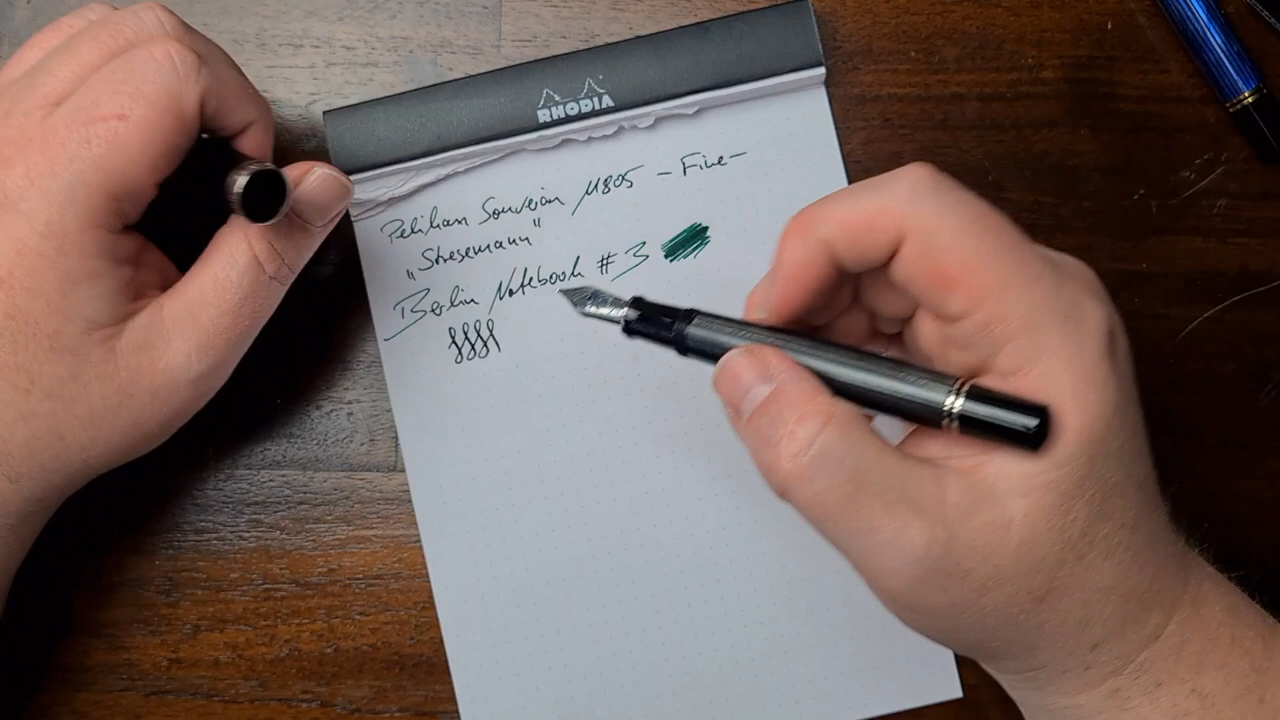 RHODIA
Pelikan Souverän M805 - Fine -
„Stresemann"
Berlin Notebook #3